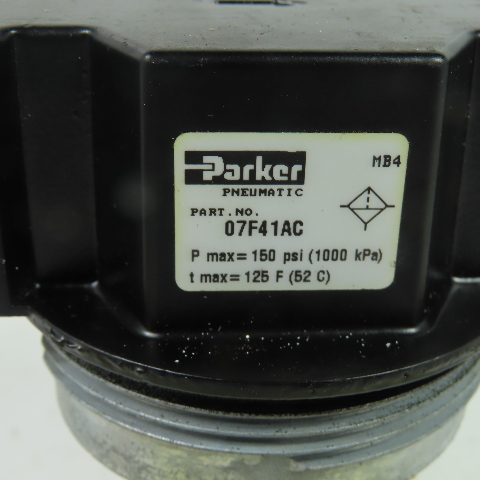 Parker
PNEUMATIC
MB4
PART.NO.
07F41AC
P max= 150 psi (1000 kPa)
t max= 125 F (52 C)